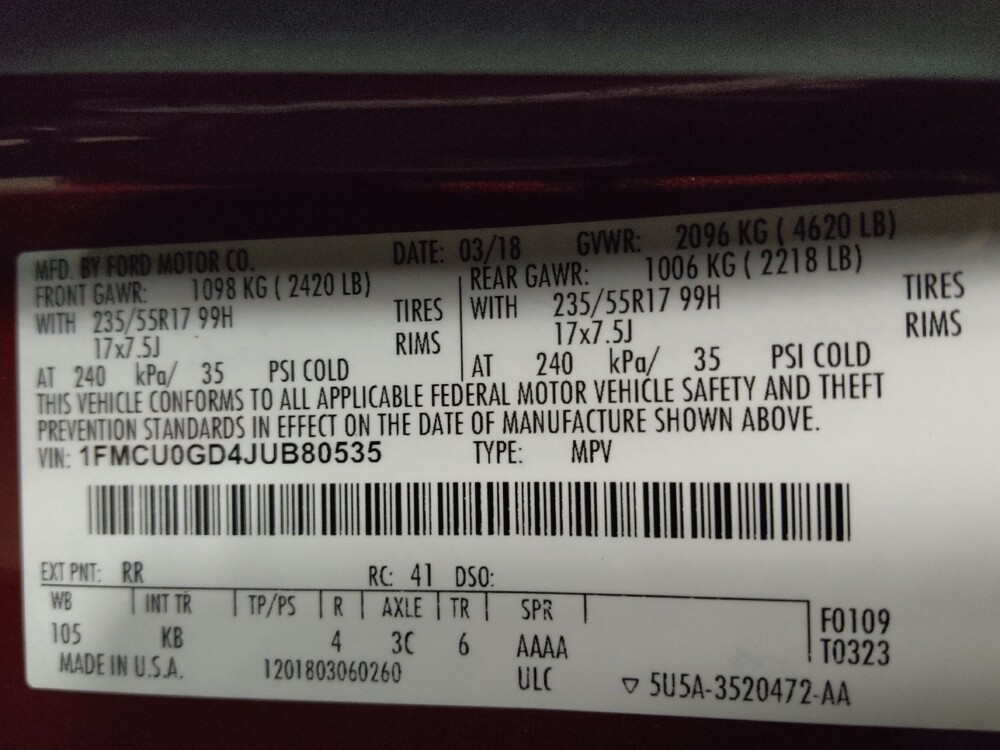 MFD. BY FORD MOTOR CO. DATE: 03/18 GVWR: 2096 KG ( 4620 LB)
FRONT GAWR: 1098 KG ( 2420 LB) REAR GAWR: 1006 KG ( 2218 LB)
WITH 235/55R17 99H TIRES WITH 235/55R17 99H TIRES
17x7.5J RIMS 17x7.5J RIMS
AT 240 kPa/ 35 PSI COLD AT 240 kPa/ 35 PSI COLD
THIS VEHICLE CONFORMS TO ALL APPLICABLE FEDERAL MOTOR VEHICLE SAFETY AND THEFT
PREVENTION STANDARDS IN EFFECT ON THE DATE OF MANUFACTURE SHOWN ABOVE.
VIN: 1FMCU0GD4JUB80535 TYPE: MPV
EXT PNT: RR RC: 41 DSO:
WB INT TR TP/PS R AXLE TR SPR F0109
105 KB 4 3C 6 AAAA T0323
MADE IN U.S.A. 1201803060260 ULC ▽ 5U5A-3520472-AA